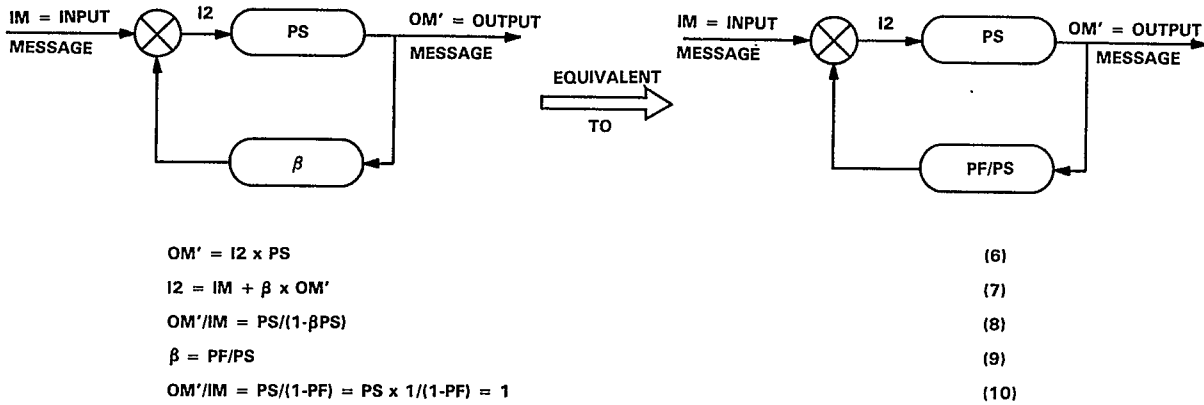 IM = INPUT
MESSAGE
I2
PS
OM′ = OUTPUT
MESSAGE
β
EQUIVALENT
TO
IM = INPUT
MESSAGE
I2
PS
OM′ = OUTPUT
MESSAGE
PF/PS
OM′ = I2 x PS (6)
I2 = IM + β x OM′ (7)
OM′/IM = PS/(1-βPS) (8)
β = PF/PS (9)
OM′/IM = PS/(1-PF) = PS x 1/(1-PF) = 1 (10)